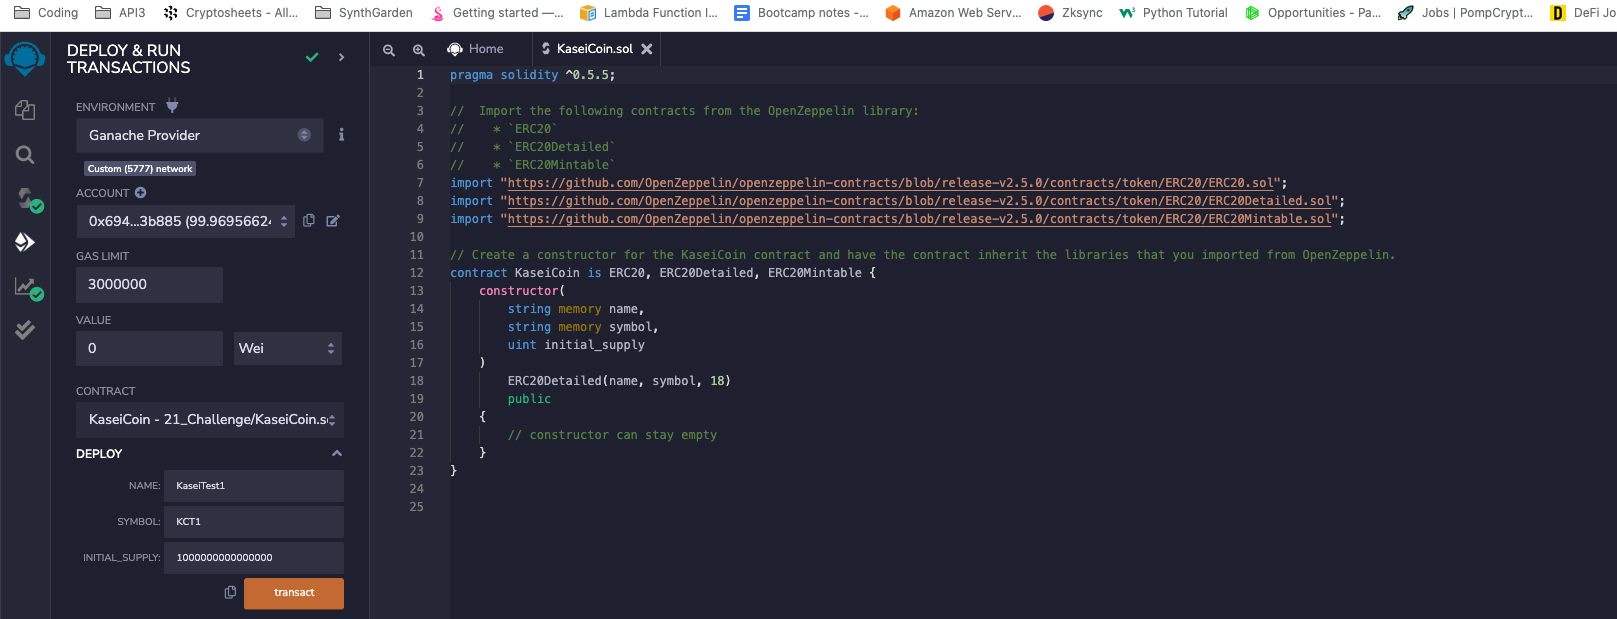 Coding API3 Cryptosheets - All... SynthGarden Getting started —... Lambda Function I... Bootcamp notes -... Amazon Web Serv... Zksync Python Tutorial Opportunities - Pa... Jobs | PompCrypt... DeFi Jo
DEPLOY & RUN
TRANSACTIONS
ENVIRONMENT
Ganache Provider
Custom (5777) network
ACCOUNT
0x694...3b885 (99.96956624
GAS LIMIT
3000000
VALUE
0
Wei
CONTRACT
KaseiCoin - 21_Challenge/KaseiCoin.s
DEPLOY
NAME: KaseiTest1
SYMBOL: KCT1
INITIAL_SUPPLY: 1000000000000000
transact
Home KaseiCoin.sol
1 pragma solidity ^0.5.5;
2
3 //  Import the following contracts from the OpenZeppelin library:
4 //    * `ERC20`
5 //    * `ERC20Detailed`
6 //    * `ERC20Mintable`
7 import "https://github.com/OpenZeppelin/openzeppelin-contracts/blob/release-v2.5.0/contracts/token/ERC20/ERC20.sol";
8 import "https://github.com/OpenZeppelin/openzeppelin-contracts/blob/release-v2.5.0/contracts/token/ERC20/ERC20Detailed.sol";
9 import "https://github.com/OpenZeppelin/openzeppelin-contracts/blob/release-v2.5.0/contracts/token/ERC20/ERC20Mintable.sol";
10
11 // Create a constructor for the KaseiCoin contract and have the contract inherit the libraries that you imported from OpenZeppelin.
12 contract KaseiCoin is ERC20, ERC20Detailed, ERC20Mintable {
13     constructor(
14         string memory name,
15         string memory symbol,
16         uint initial_supply
17     )
18         ERC20Detailed(name, symbol, 18)
19         public
20     {
21         // constructor can stay empty
22     }
23 }
24
25